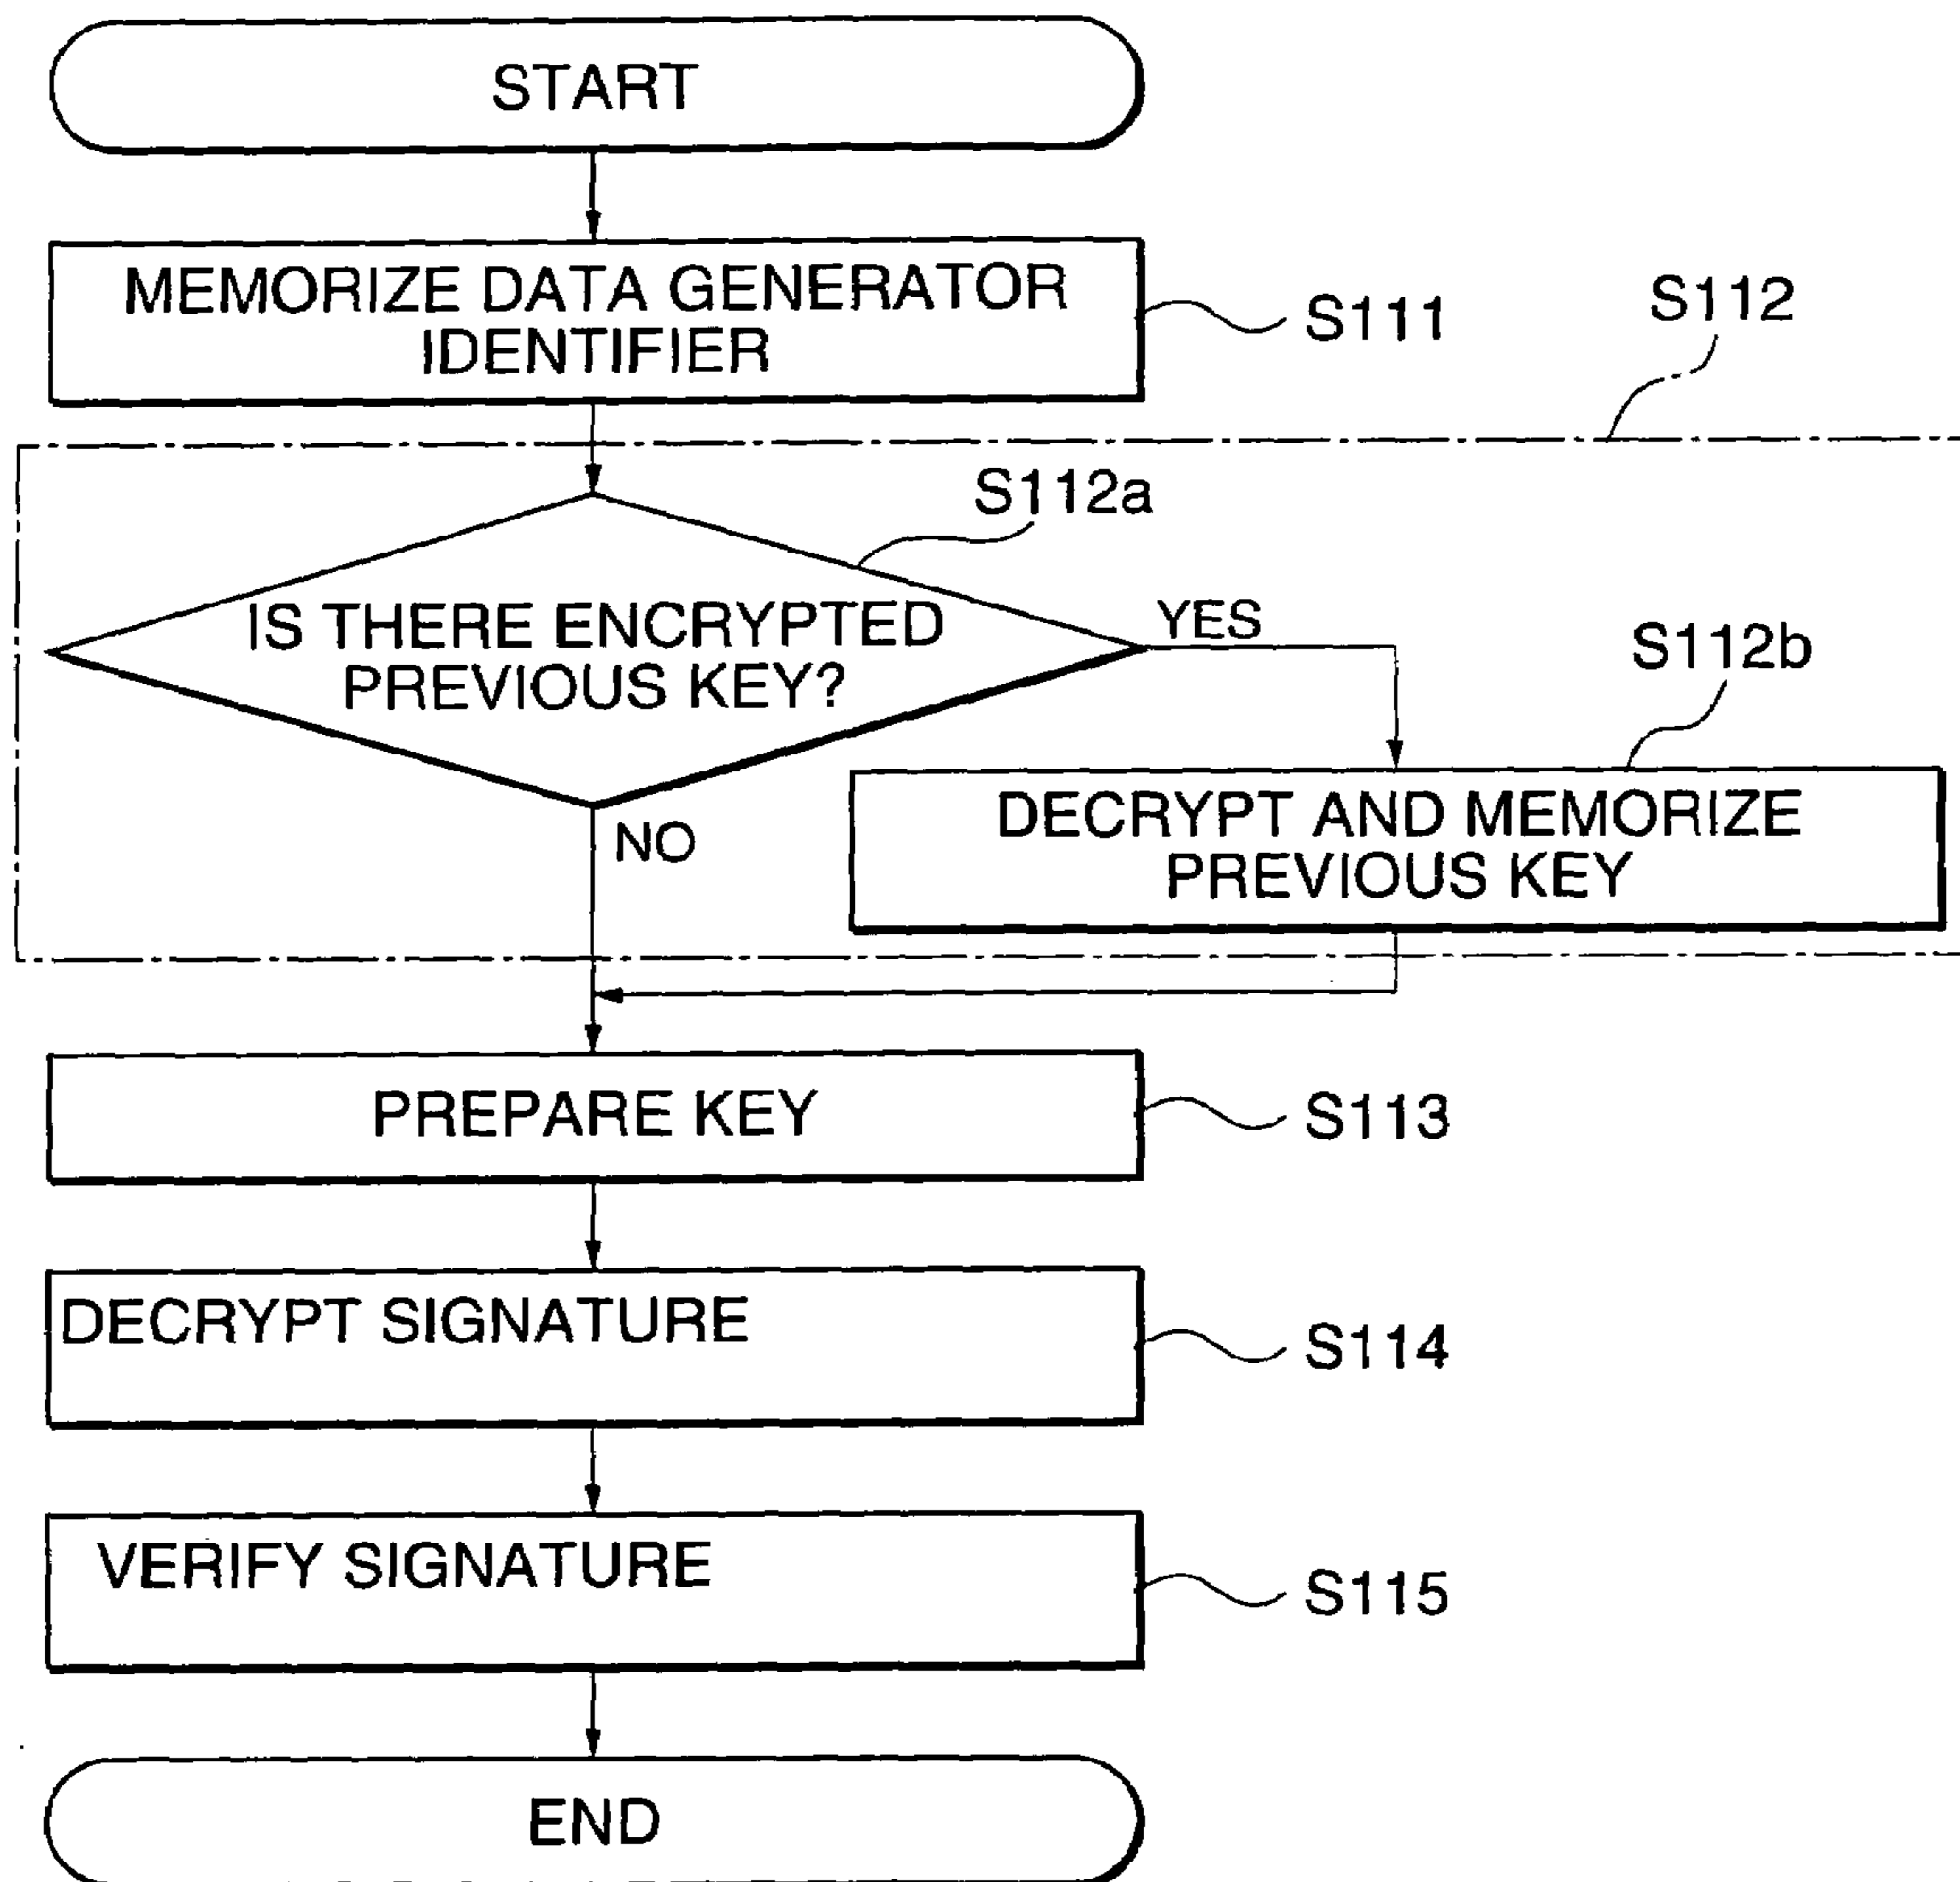 START
MEMORIZE DATA GENERATOR
IDENTIFIER
S111
S112
S112a
IS THERE ENCRYPTED
PREVIOUS KEY?
YES
S112b
DECRYPT AND MEMORIZE
PREVIOUS KEY
NO
PREPARE KEY
S113
DECRYPT SIGNATURE
S114
VERIFY SIGNATURE
S115
END